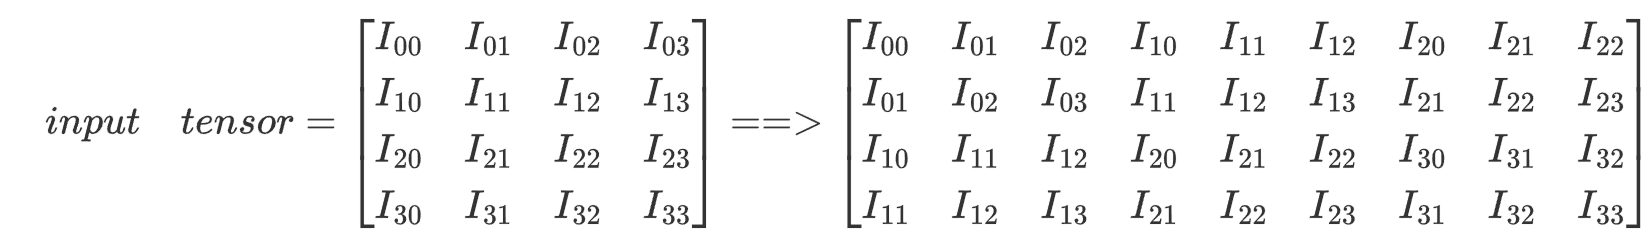 input tensor = [I00 I01 I02 I03 ==> [I00 I01 I02 I10 I11 I12 I20 I21 I22
I10 I11 I12 I13 I01 I02 I03 I11 I12 I13 I21 I22 I23
I20 I21 I22 I23 I10 I11 I12 I20 I21 I22 I30 I31 I32
I30 I31 I32 I33] I11 I12 I13 I21 I22 I23 I31 I32 I33]